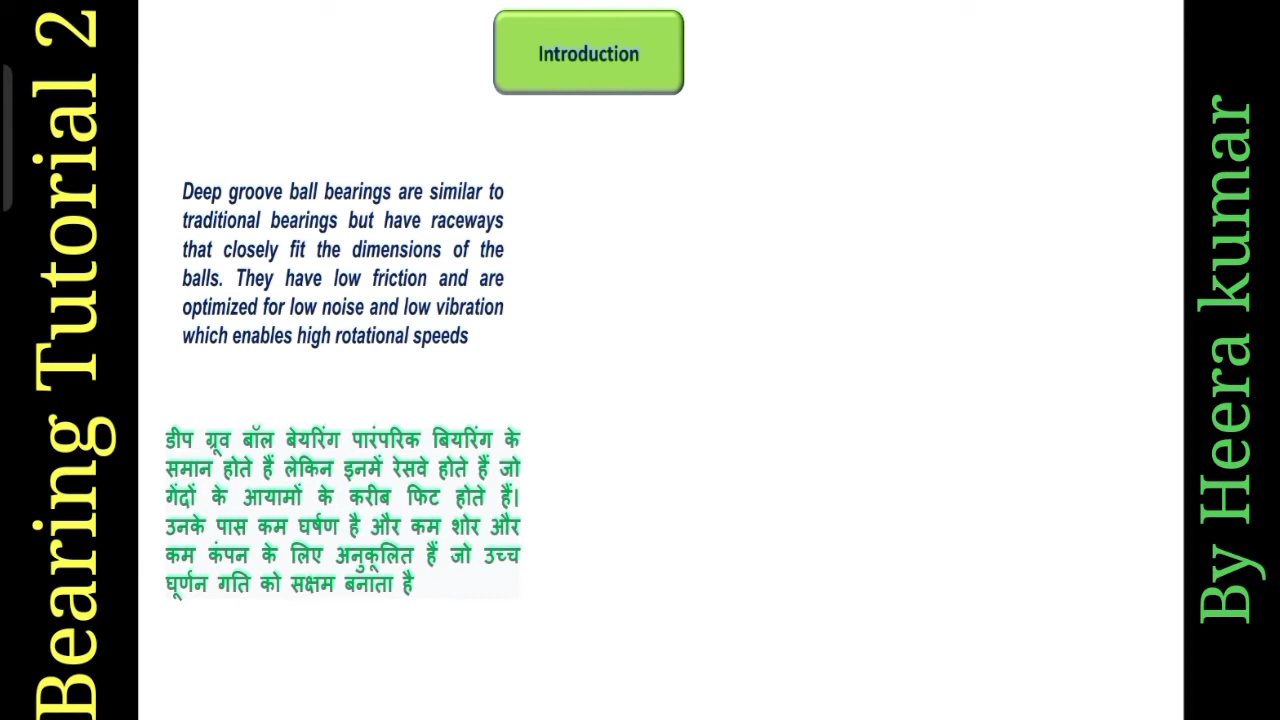 Bearing Tutorial 2
Introduction
Deep groove ball bearings are similar to
traditional bearings but have raceways
that closely fit the dimensions of the
balls. They have low friction and are
optimized for low noise and low vibration
which enables high rotational speeds
डीप ग्रूव बॉल बेयरिंग पारंपरिक बियरिंग के
समान होते हैं लेकिन इनमें रेसवे होते हैं जो
गेंदों के आयामों के करीब फिट होते हैं।
उनके पास कम घर्षण है और कम शोर और
कम कंपन के लिए अनुकूलित हैं जो उच्च
घूर्णन गति को सक्षम बनाता है
By Heera kumar